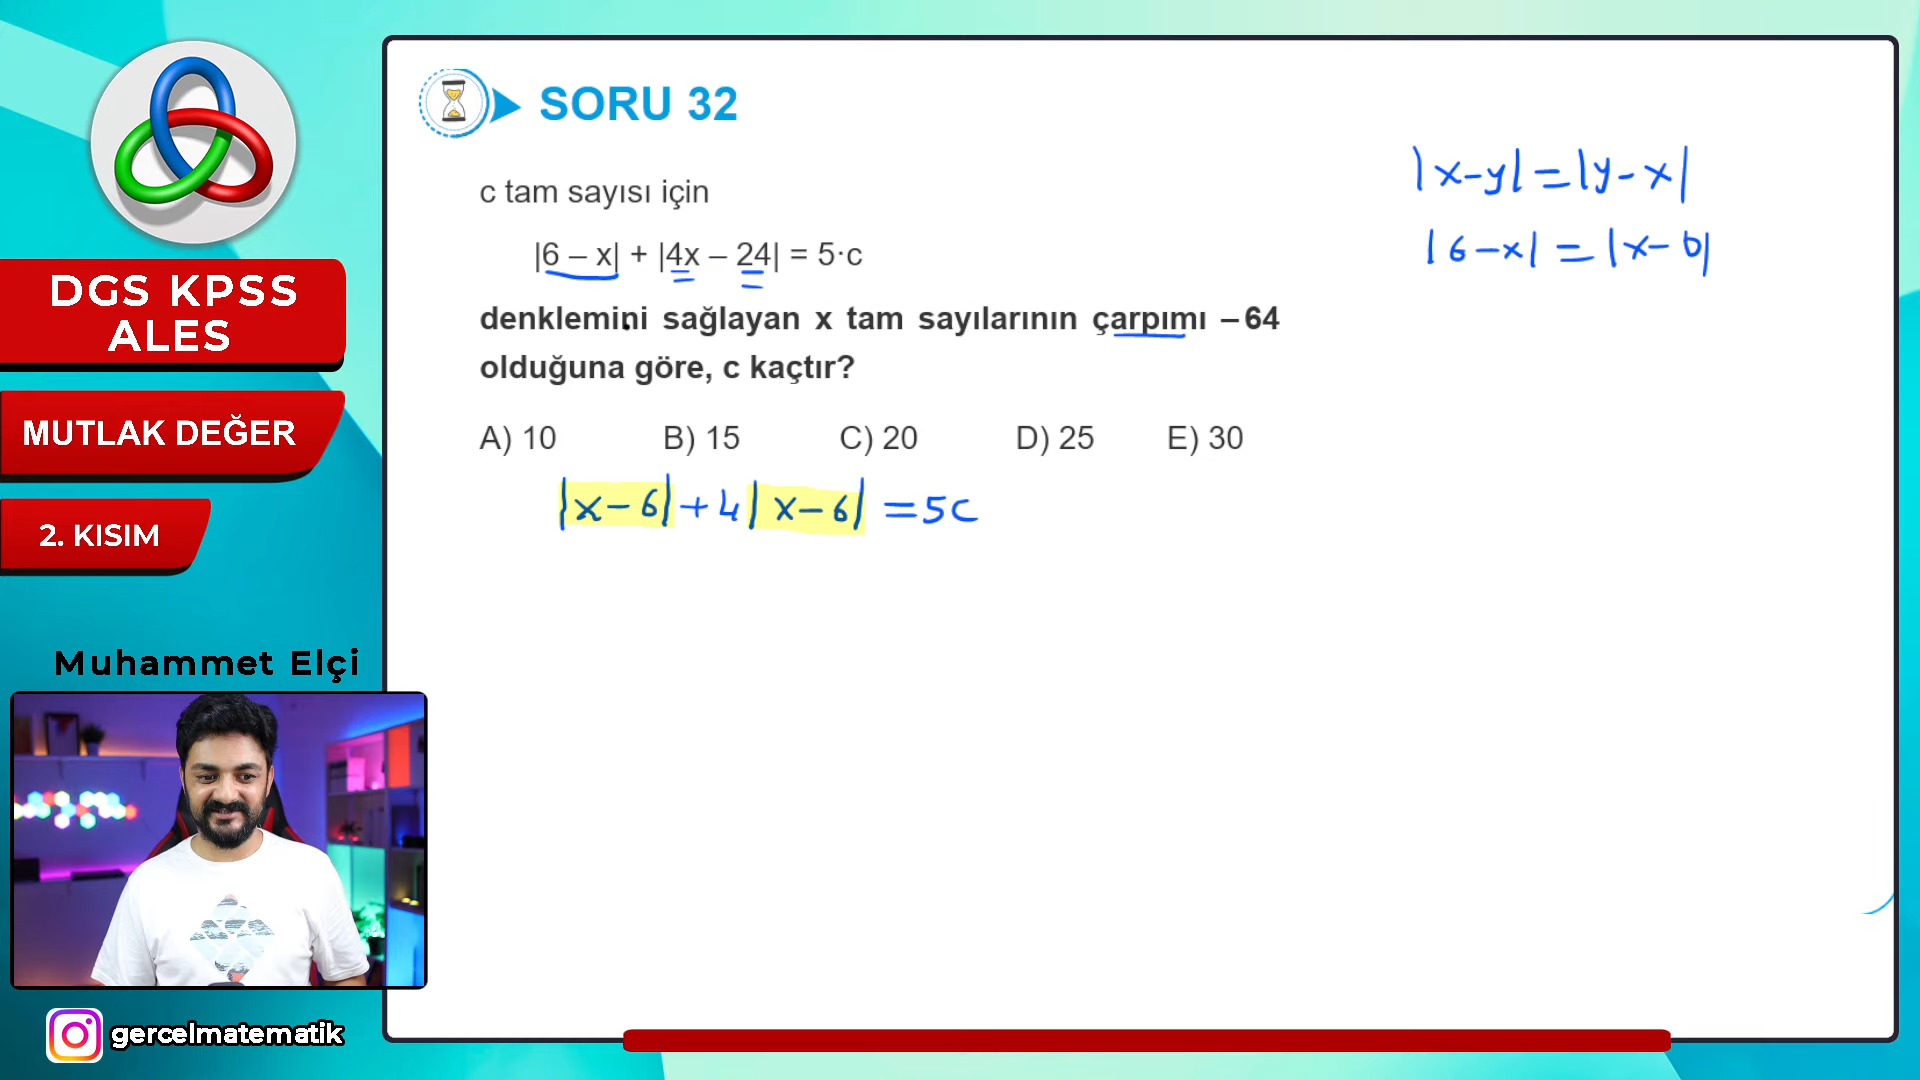 SORU 32
c tam sayısı için
|6 – x| + |4x – 24| = 5·c
denklemini sağlayan x tam sayılarının çarpımı – 64
olduğuna göre, c kaçtır?
A) 10 B) 15 C) 20 D) 25 E) 30
|x-6|+4|x-6| = 5c
|x-y|=|y-x|
|6-x| = |x-6|
DGS KPSS
ALES
MUTLAK DEĞER
2. KISIM
Muhammet Elçi
gercelmatematik